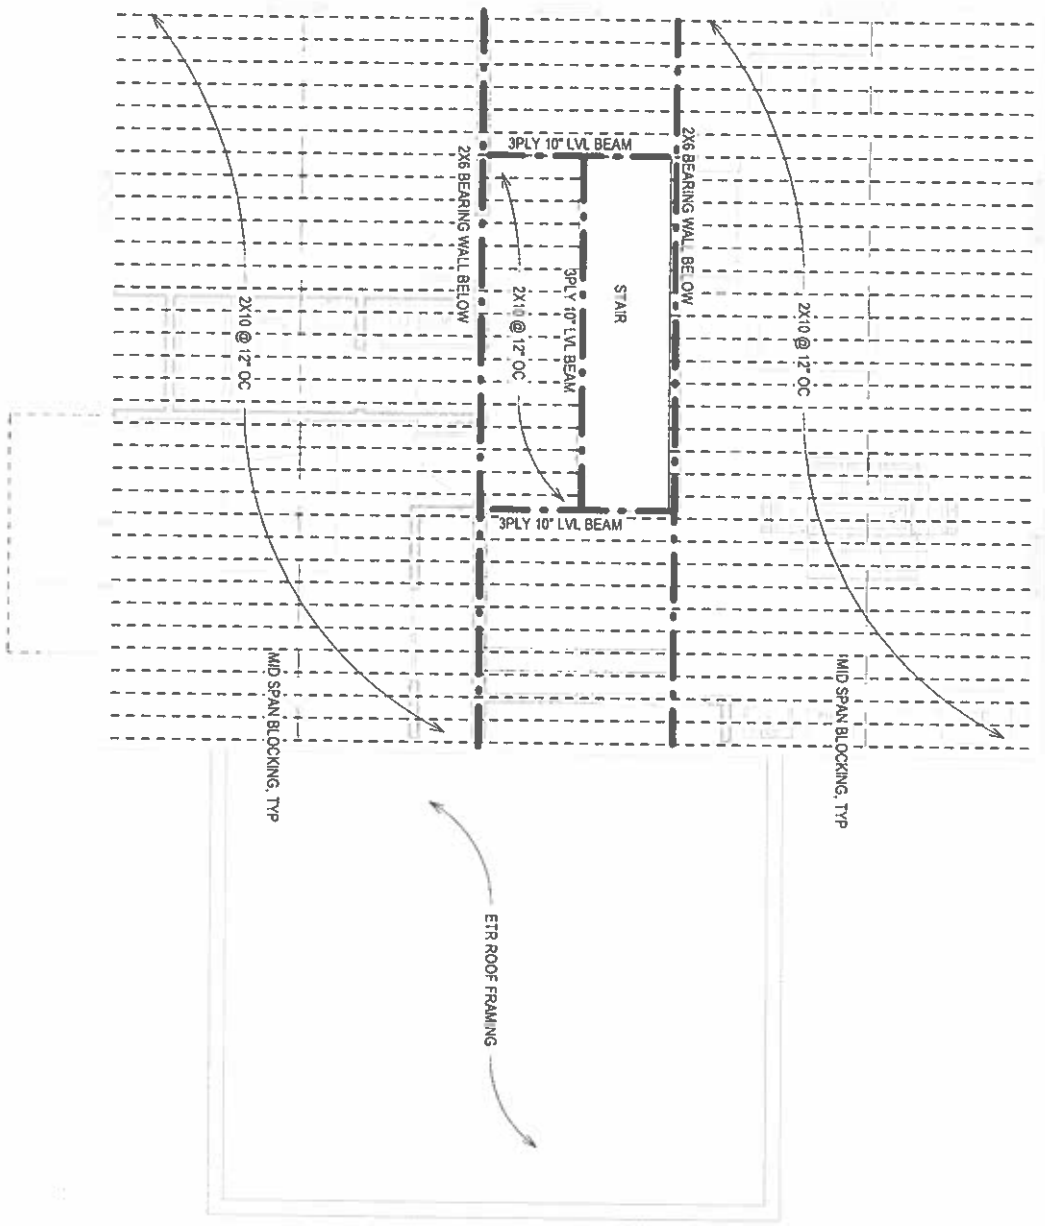 3PLY 10" LVL BEAM
2X6 BEARING WALL BELOW
2X6 BEARING WALL BELOW
STAIR
3PLY 10" LVL BEAM
2X10 @ 12" OC
2X10 @ 12" OC
2X10 @ 12" OC
3PLY 10" LVL BEAM
MID SPAN BLOCKING, TYP
MID SPAN BLOCKING, TYP
ETR ROOF FRAMING